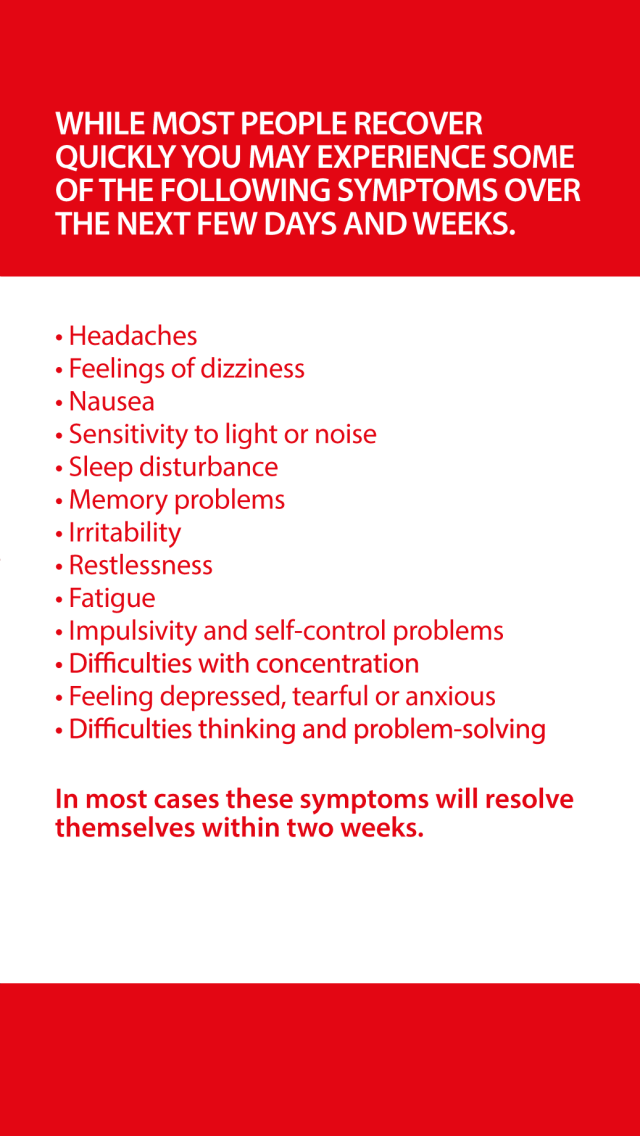 WHILE MOST PEOPLE RECOVER
QUICKLY YOU MAY EXPERIENCE SOME
OF THE FOLLOWING SYMPTOMS OVER
THE NEXT FEW DAYS AND WEEKS.
• Headaches
• Feelings of dizziness
• Nausea
• Sensitivity to light or noise
• Sleep disturbance
• Memory problems
• Irritability
• Restlessness
• Fatigue
• Impulsivity and self-control problems
• Difficulties with concentration
• Feeling depressed, tearful or anxious
• Difficulties thinking and problem-solving
In most cases these symptoms will resolve
themselves within two weeks.